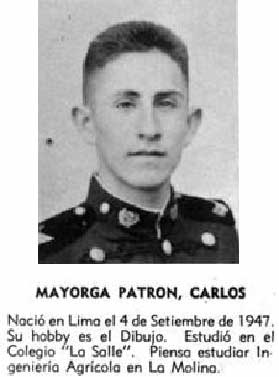 MAYORGA PATRON, CARLOS
Nació en Lima el 4 de Setiembre de 1947.
Su hobby es el Dibujo. Estudió en el
Colegio "La Salle". Piensa estudiar In-
geniería Agrícola en La Molina.